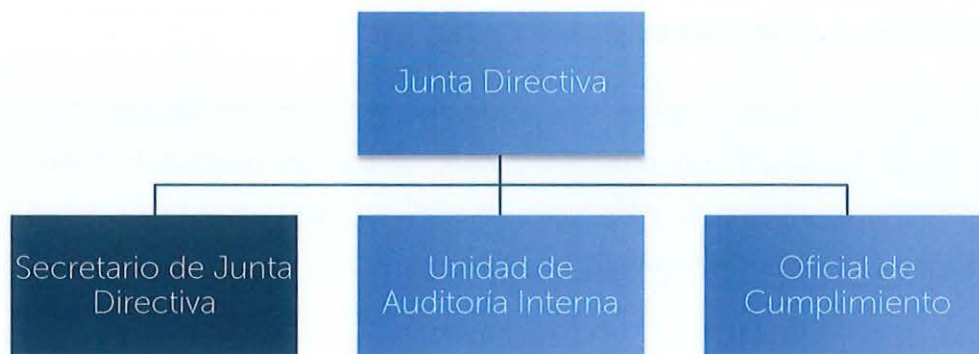 Junta Directiva
Secretario de Junta
Directiva
Unidad de
Auditoría Interna
Oficial de
Cumplimiento